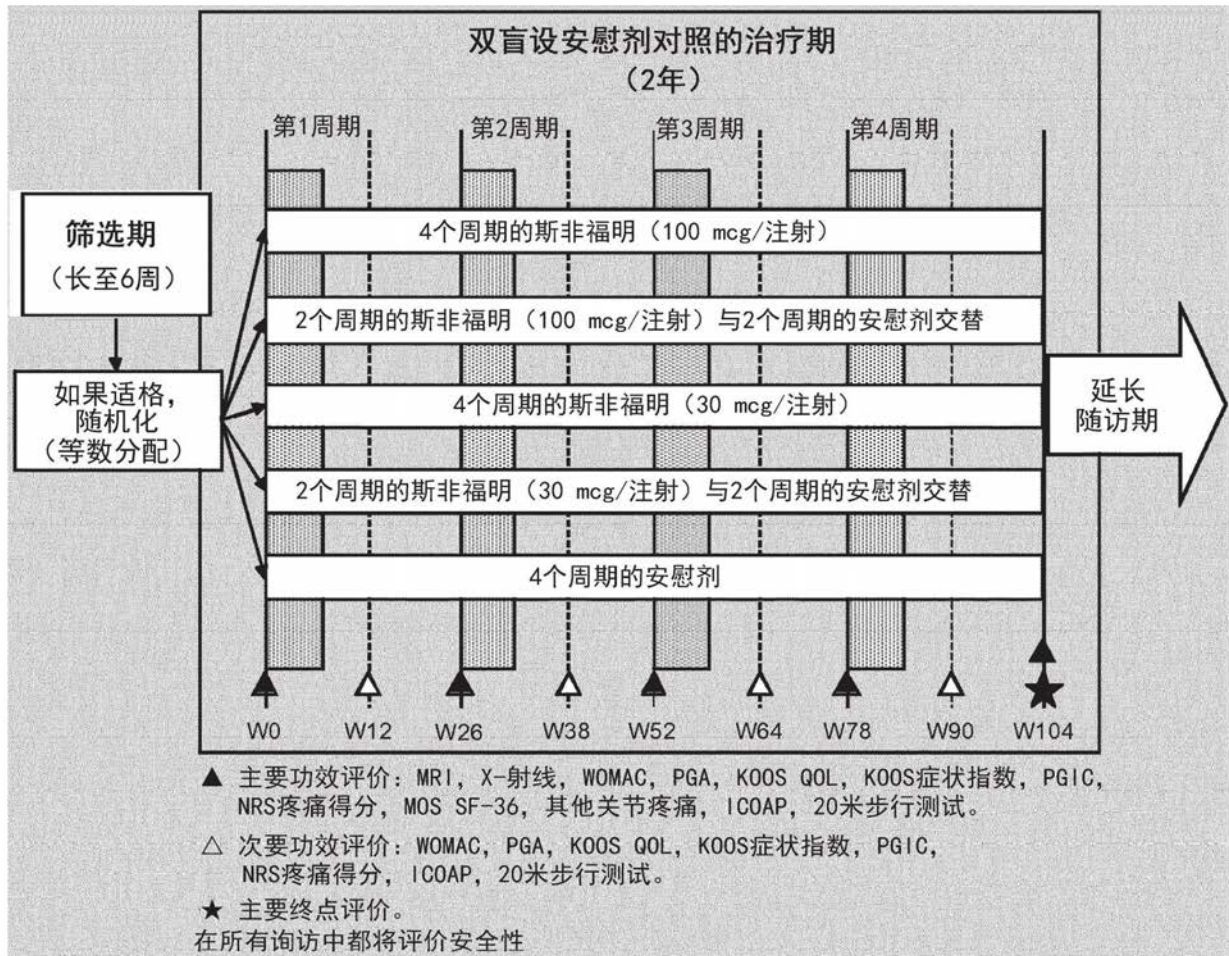 双盲设安慰剂对照的治疗期
（2年）
第1周期
第2周期
第3周期
第4周期
筛选期
（长至6周）
如果适格，
随机化
（等数分配）
4个周期的斯非福明（100 mcg/注射）
2个周期的斯非福明（100 mcg/注射）与2个周期的安慰剂交替
4个周期的斯非福明（30 mcg/注射）
2个周期的斯非福明（30 mcg/注射）与2个周期的安慰剂交替
4个周期的安慰剂
延长
随访期
W0
W12
W26
W38
W52
W64
W78
W90
W104
▲ 主要功效评价：MRI，X-射线，WOMAC，PGA，KOOS QOL，KOOS症状指数，PGIC，
NRS疼痛得分，MOS SF-36，其他关节疼痛，ICOAP，20米步行测试。
△ 次要功效评价：WOMAC，PGA，KOOS QOL，KOOS症状指数，PGIC，
NRS疼痛得分，ICOAP，20米步行测试。
★ 主要终点评价。
在所有询访中都将评价安全性